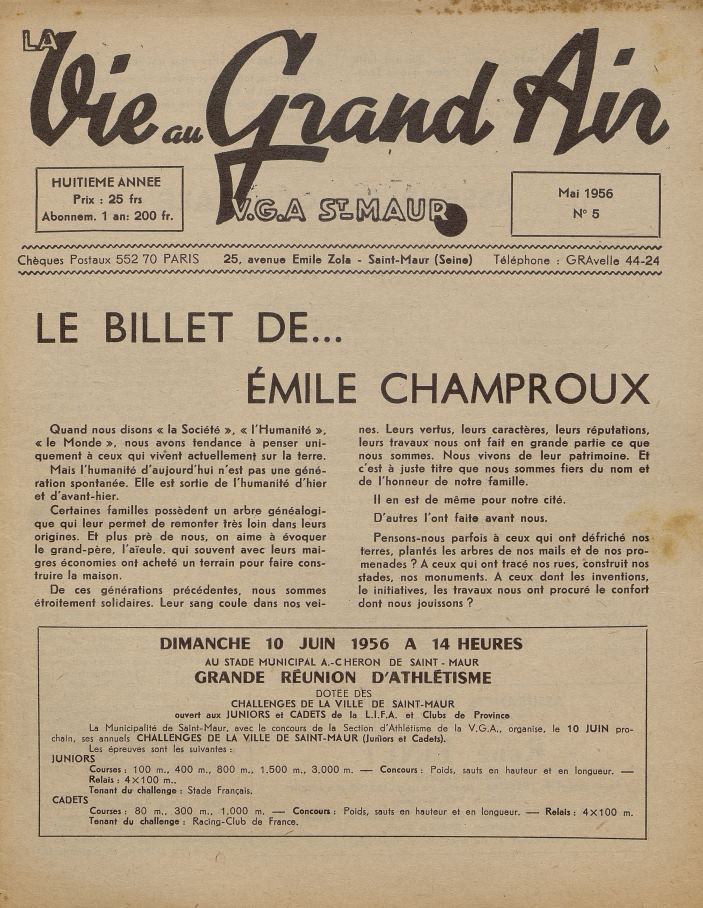 LA
Vie au Grand Air
V.G.A ST-MAUR
HUITIEME ANNEE
Prix : 25 frs
Abonnem. 1 an: 200 fr.
Mai 1956
N° 5
Chèques Postaux 552 70 PARIS 25, avenue Emile Zola - Saint-Maur (Seine) Téléphone : GRAvelle 44-24
LE BILLET DE...
ÉMILE CHAMPROUX
Quand nous disons « la Société », « l'Humanité »,
« le Monde », nous avons tendance à penser uni-
quement à ceux qui vivent actuellement sur la terre.
Mais l'humanité d'aujourd'hui n'est pas une géné-
ration spontanée. Elle est sortie de l'humanité d'hier
et d'avant-hier.
Certaines familles possèdent un arbre généalogi-
que qui leur permet de remonter très loin dans leurs
origines. Et plus prè de nous, on aime à évoquer
le grand-père, l'aïeule, qui souvent avec leurs mai-
gres économies ont acheté un terrain pour faire cons-
truire la maison.
De ces générations précédentes, nous sommes
étroitement solidaires. Leur sang coule dans nos vei-
nes. Leurs vertus, leurs caractères, leurs réputations,
leurs travaux nous ont fait en grande partie ce que
nous sommes. Nous vivons de leur patrimoine. Et
c'est à juste titre que nous sommes fiers du nom et
de l'honneur de notre famille.
Il en est de même pour notre cité.
D'autres l'ont faite avant nous.
Pensons-nous parfois à ceux qui ont défriché nos
terres, plantés les arbres de nos mails et de nos pro-
menades ? A ceux qui ont tracé nos rues, construit nos
stades, nos monuments. A ceux dont les inventions,
le initiatives, les travaux nous ont procuré le confort
dont nous jouissons ?
DIMANCHE 10 JUIN 1956 A 14 HEURES
AU STADE MUNICIPAL A.-CHERON DE SAINT-MAUR
GRANDE RÉUNION D'ATHLÉTISME
DOTEE DES
CHALLENGES DE LA VILLE DE SAINT-MAUR
ouvert aux JUNIORS et CADETS de la L.I.F.A. et Clubs de Province
La Municipalité de Saint-Maur, avec le concours de la Section d'Athlétisme de la V.G.A., organise, le 10 JUIN pro-
chain, ses annuels CHALLENGES DE LA VILLE DE SAINT-MAUR (Juniors et Cadets).
Les épreuves sont les suivantes :
JUNIORS
Courses : 100 m., 400 m., 800 m., 1.500 m., 3.000 m. — Concours : Poids, sauts en hauteur et en longueur. —
Relais : 4×100 m..
Tenant du challenge : Stade Français.
CADETS
Courses : 80 m., 300 m., 1.000 m. — Concours : Poids, sauts en hauteur et en longueur. — Relais : 4×100 m.
Tenant du challenge : Racing-Club de France.